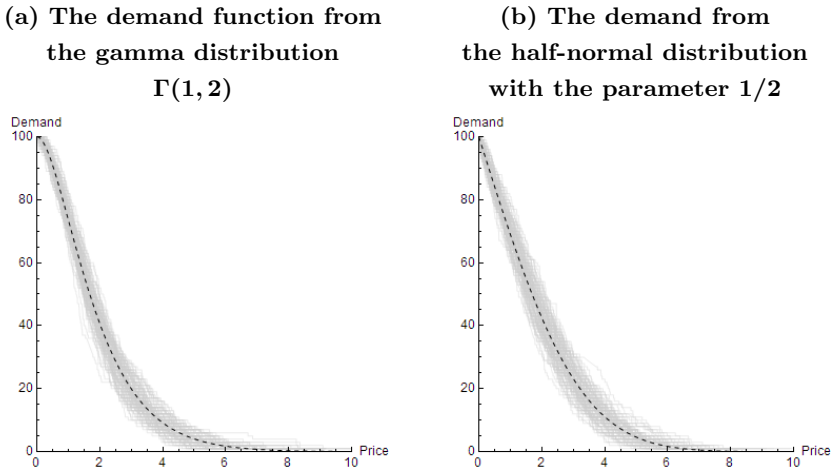 (a) The demand function from
the gamma distribution
Γ(1, 2)
Demand
100
80
60
40
20
0
0 2 4 6 8 10
Price
(b) The demand from
the half-normal distribution
with the parameter 1/2
Demand
100
80
60
40
20
0
0 2 4 6 8 10
Price